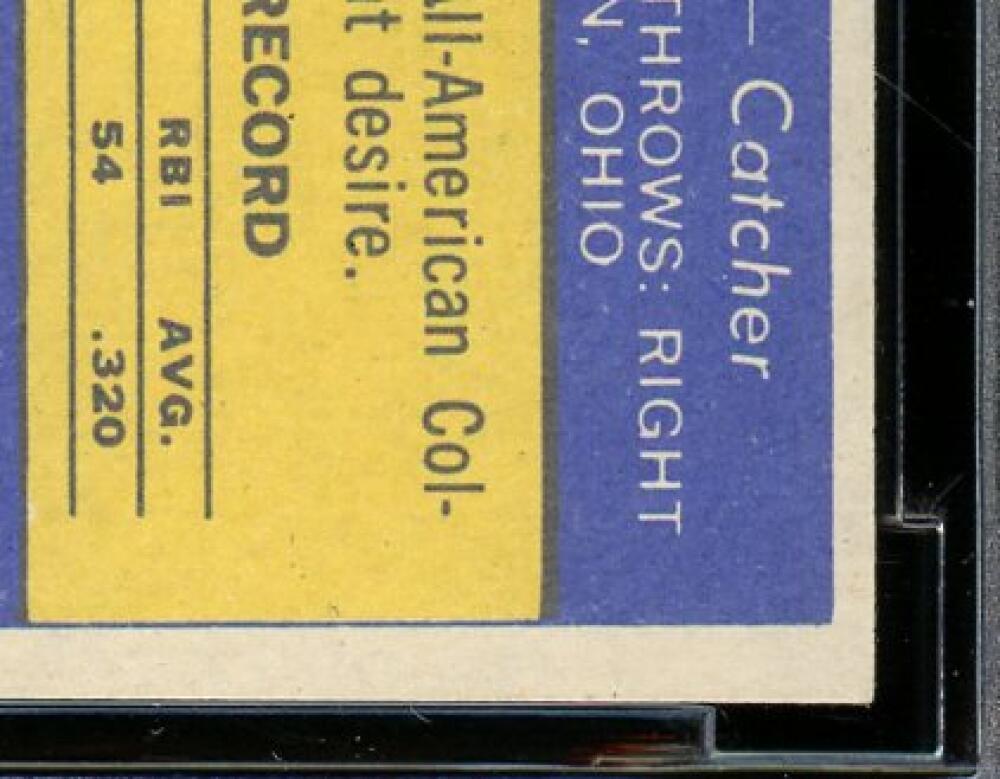 — Catcher
THROWS: RIGHT
N, OHIO
All-American Col-
t desire.
RECORD
RBI AVG.
54 .320